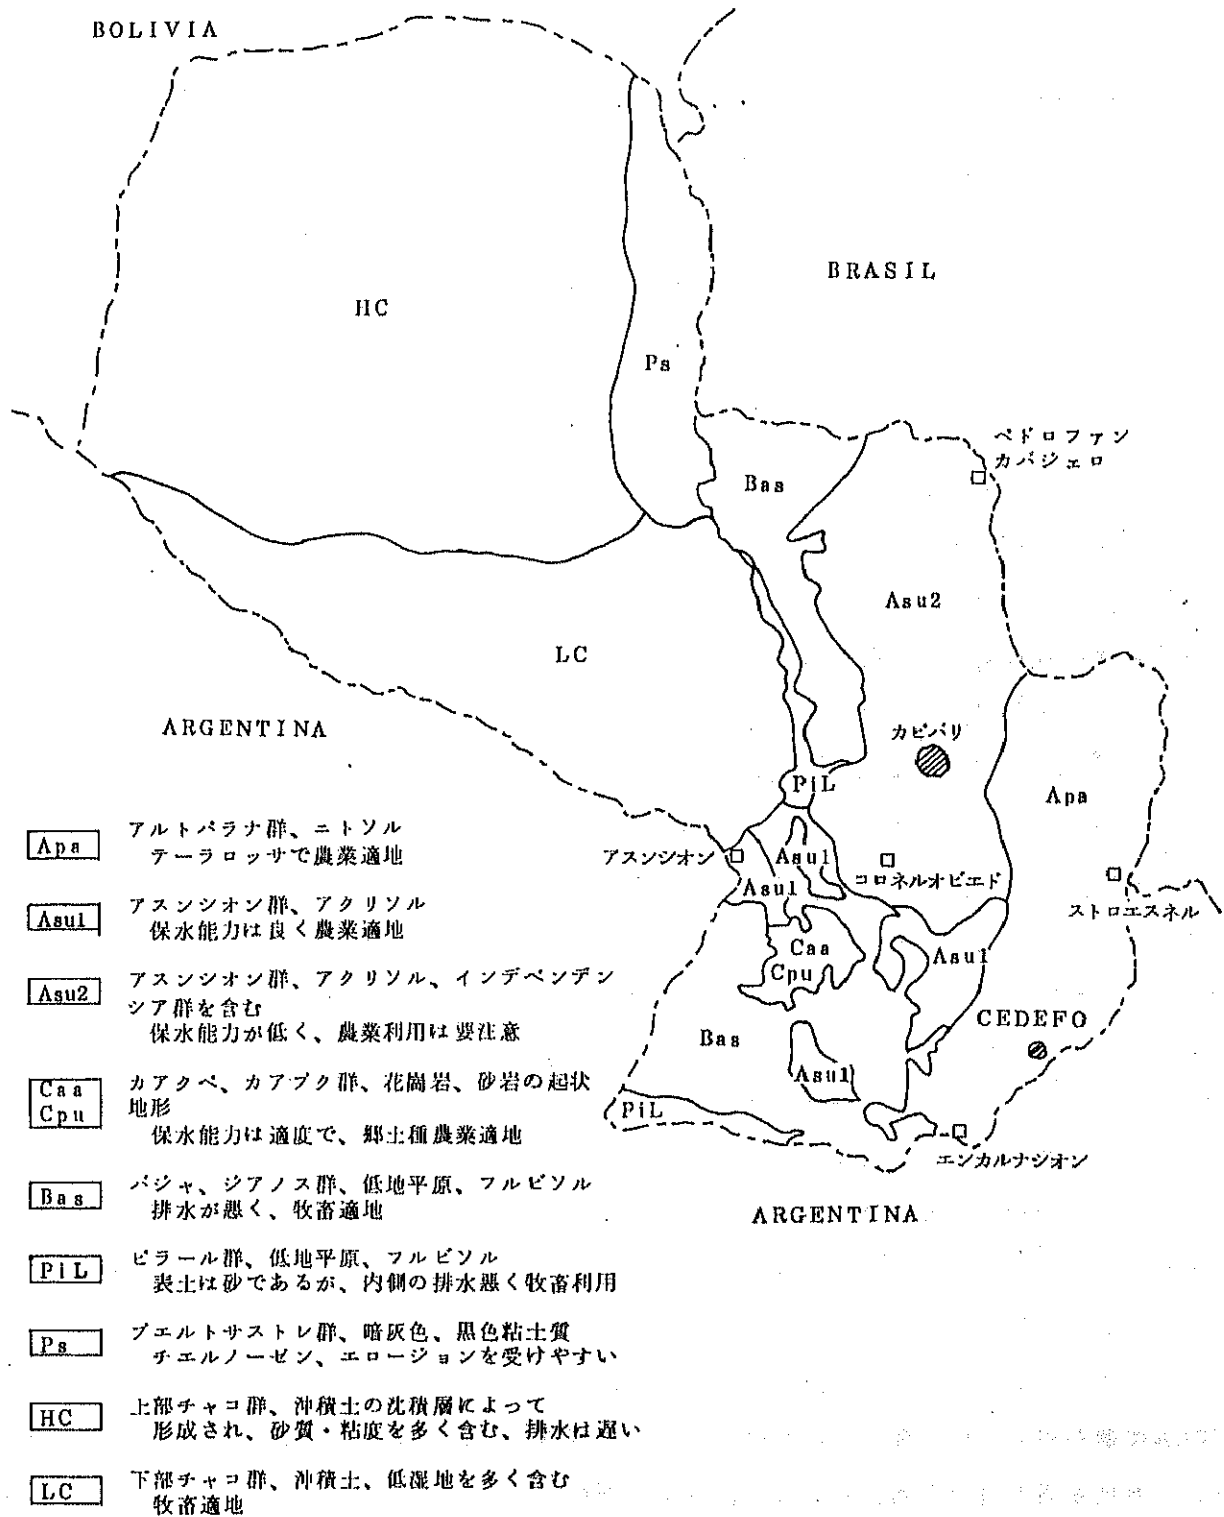 BOLIVIA
BRASIL
HC
Ps
ペドロファン
カバジェロ
Bas
Asu2
LC
ARGENTINA
カピバリ
PiL
Apa
アスンシオン
Asu1
Asu1
コロネルオビエド
ストロエスネル
Caa
Cpu
Asu1
CEDEFO
Bas
Asu1
PiL
エンカルナシオン
ARGENTINA
Apa アルトパラナ群、ニトソル
テーラロッサで農業適地
Asu1 アスンシオン群、アクリソル
保水能力は良く農業適地
Asu2 アスンシオン群、アクリソル、インデペンデン
シア群を含む
保水能力が低く、農業利用は要注意
Caa
Cpu
カアクペ、カアプク群、花崗岩、砂岩の起状
地形
保水能力は適度で、郷土種農業適地
Bas バジャ、ジアノス群、低地平原、フルビソル
排水が悪く、牧畜適地
PiL ピラール群、低地平原、フルビソル
表土は砂であるが、内側の排水悪く牧畜利用
Ps プエルトサストレ群、暗灰色、黒色粘土質
チエルノーゼン、エロージョンを受けやすい
HC 上部チャコ群、沖積土の沈積層によって
形成され、砂質・粘度を多く含む、排水は遅い
LC 下部チャコ群、沖積土、低湿地を多く含む
牧畜適地